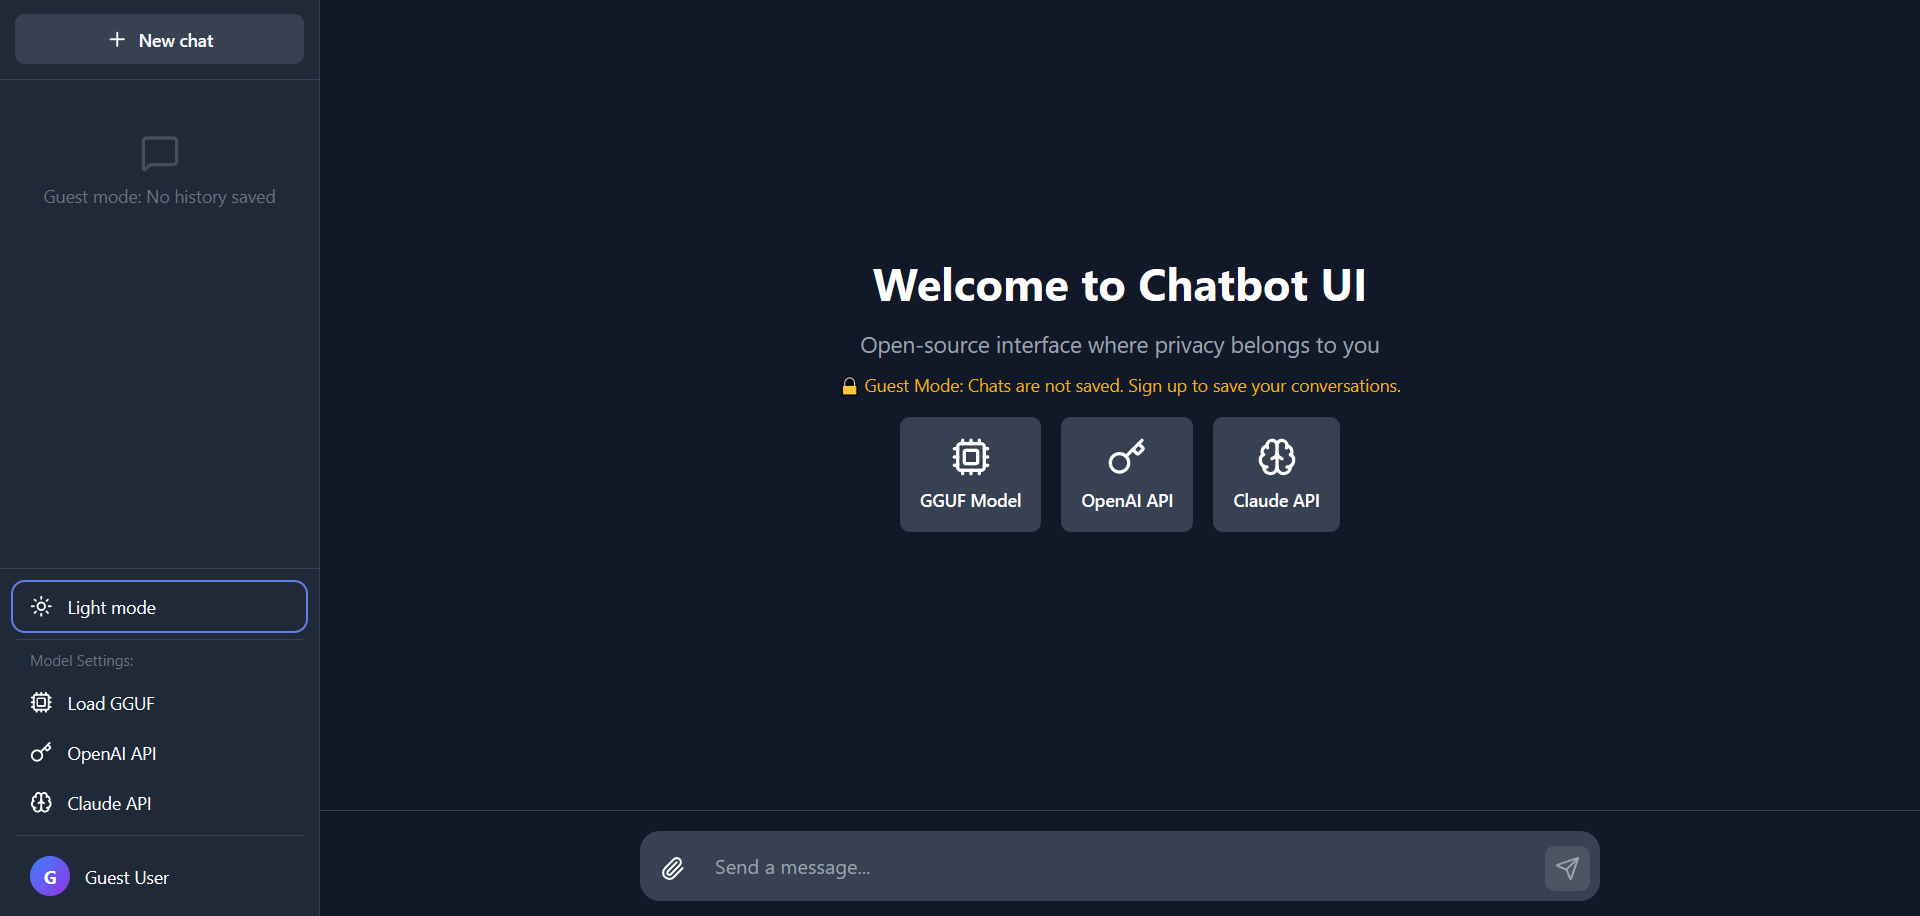 New chat
Guest mode: No history saved
Light mode
Model Settings:
Load GGUF
OpenAI API
Claude API
G
Guest User
Welcome to Chatbot UI
Open-source interface where privacy belongs to you
Guest Mode: Chats are not saved. Sign up to save your conversations.
GGUF Model
OpenAI API
Claude API
Send a message...